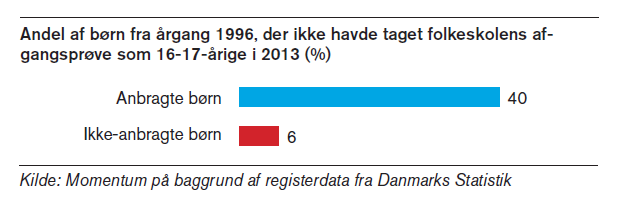 Andel af børn fra årgang 1996, der ikke havde taget folkeskolens af-
gangsprøve som 16-17-årige i 2013 (%)
Anbragte børn 40
Ikke-anbragte børn 6
Kilde: Momentum på baggrund af registerdata fra Danmarks Statistik